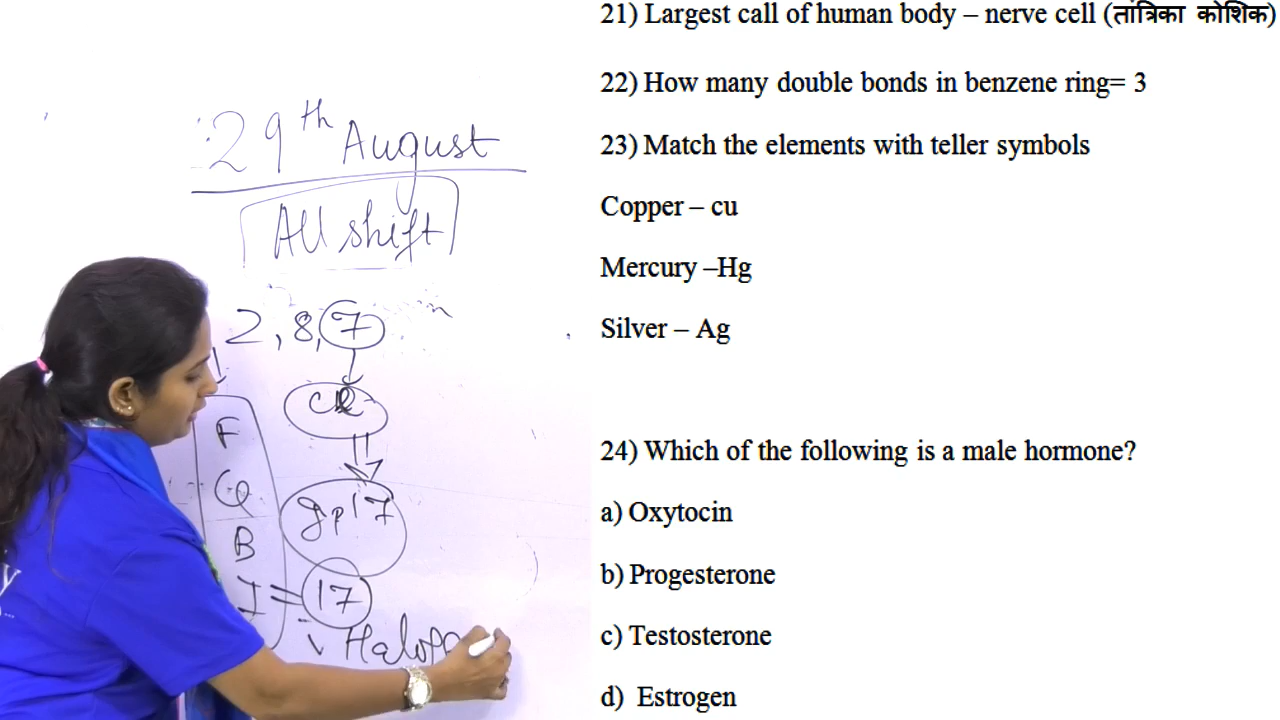 29th August
All shift
2, 8, 7
Cl
F
gp 17
B
I = 17
21) Largest call of human body – nerve cell (तांत्रिका कोशिक)
22) How many double bonds in benzene ring= 3
23) Match the elements with teller symbols
Copper – cu
Mercury –Hg
Silver – Ag
24) Which of the following is a male hormone?
a) Oxytocin
b) Progesterone
c) Testosterone
d) Estrogen